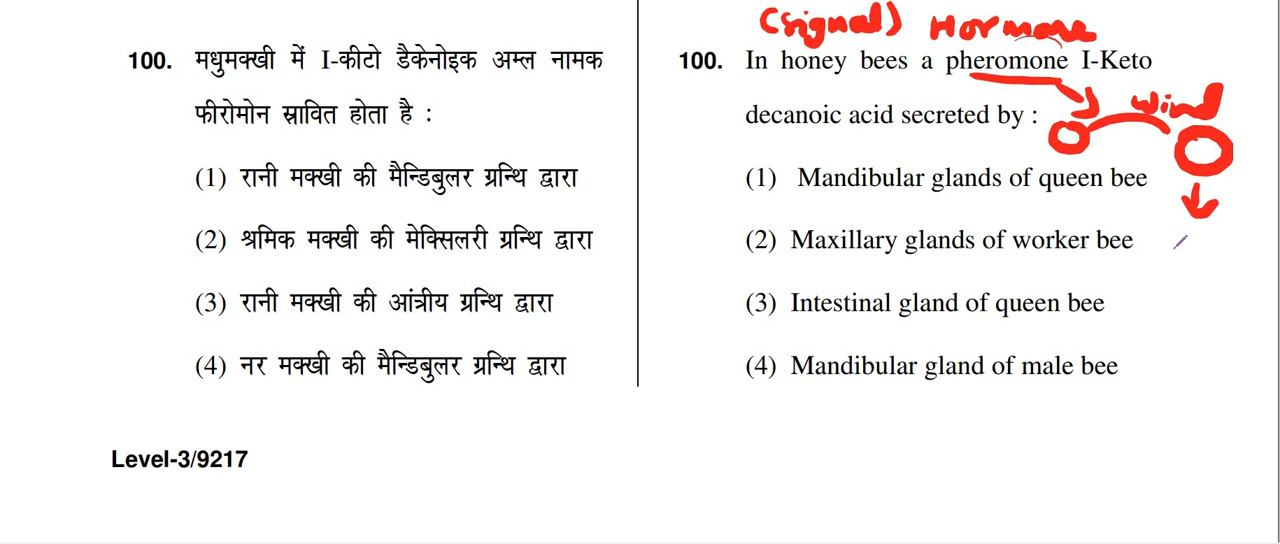 (Signal) Hormone
100. मधुमक्खी में I-कीटो डैकेनोइक अम्ल नामक
फीरोमोन स्रावित होता है :
(1) रानी मक्खी की मैन्डिबुलर ग्रन्थि द्वारा
(2) श्रमिक मक्खी की मेक्सिलरी ग्रन्थि द्वारा
(3) रानी मक्खी की आंत्रीय ग्रन्थि द्वारा
(4) नर मक्खी की मैन्डिबुलर ग्रन्थि द्वारा
Level-3/9217
100. In honey bees a pheromone I-Keto
decanoic acid secreted by :
Wind
(1) Mandibular glands of queen bee
(2) Maxillary glands of worker bee
(3) Intestinal gland of queen bee
(4) Mandibular gland of male bee